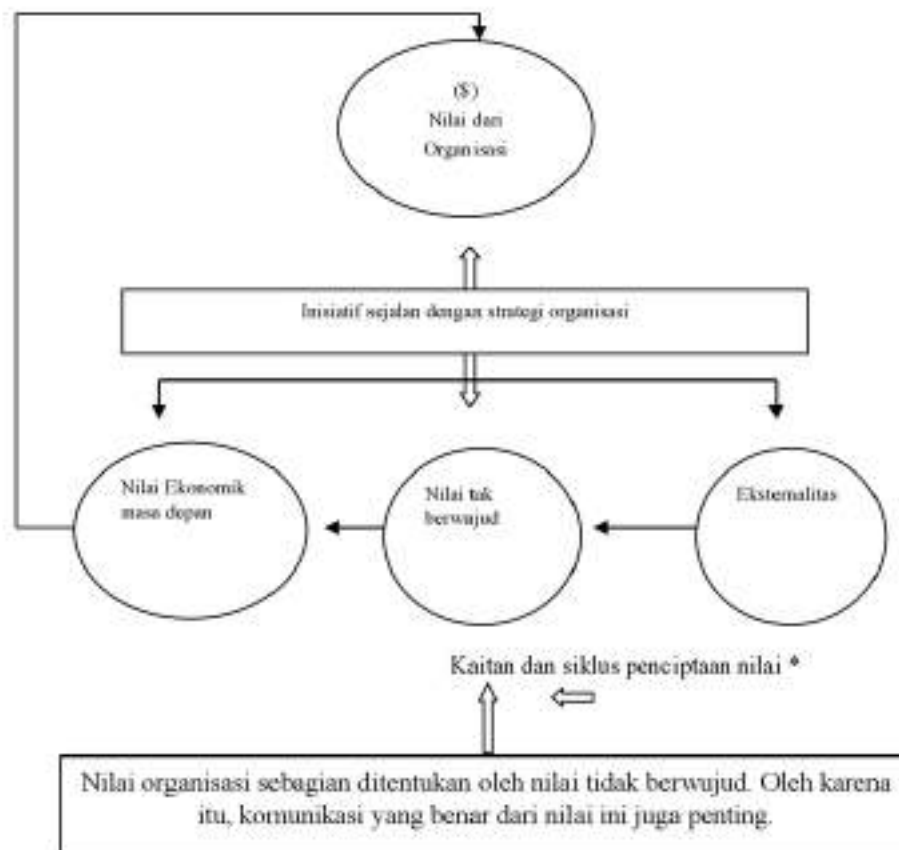 ($)
Nilai dari
Organisasi
Inisiatif sejalan dengan strategi organisasi
Nilai Ekonomik
masa depan
Nilai tak
berwujud
Eksternalitas
Kaitan dan siklus penciptaan nilai *
Nilai organisasi sebagian ditentukan oleh nilai tidak berwujud. Oleh karena
itu, komunikasi yang benar dari nilai ini juga penting.